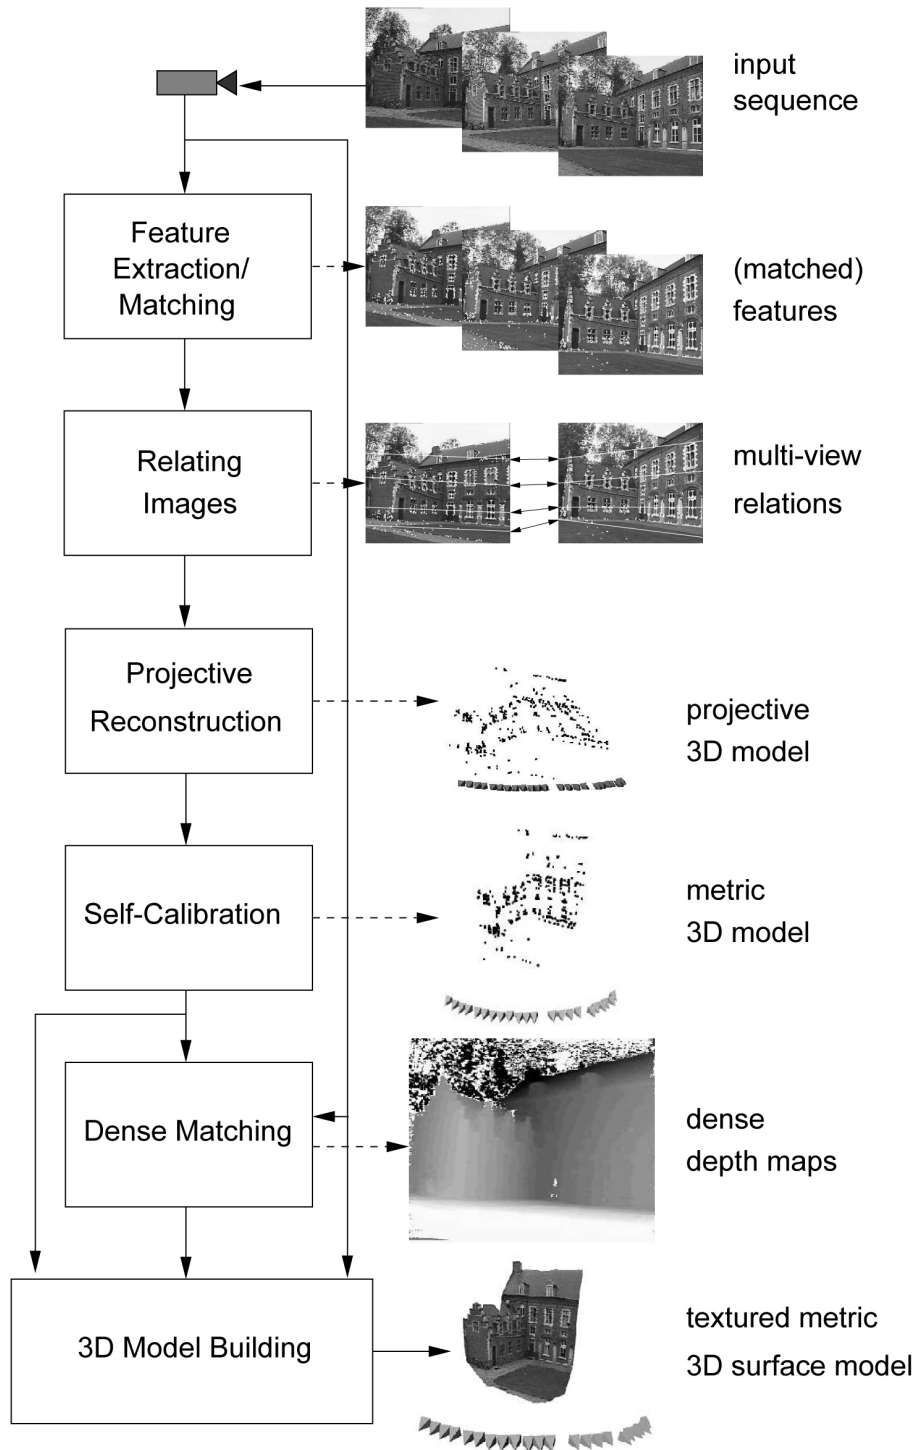 input
sequence
Feature
Extraction/
Matching
(matched)
features
Relating
Images
multi-view
relations
Projective
Reconstruction
projective
3D model
Self-Calibration
metric
3D model
Dense Matching
dense
depth maps
3D Model Building
textured metric
3D surface model